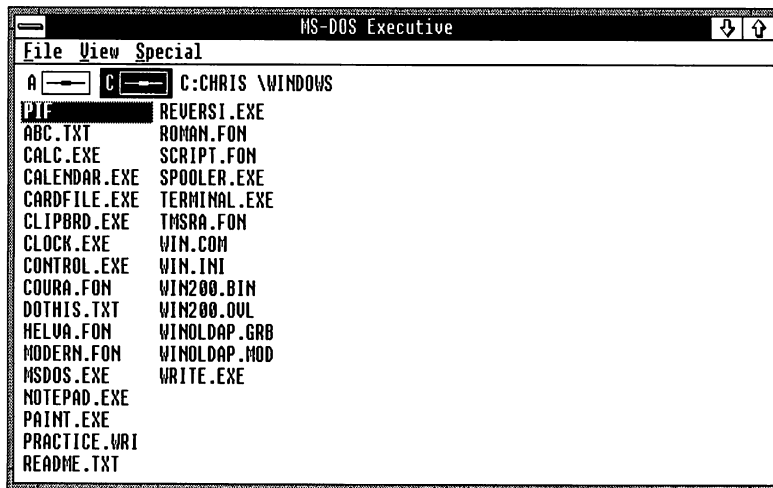 MS-DOS Executive
File View Special
A C C:CHRIS \WINDOWS
PIF
ABC.TXT
CALC.EXE
CALENDAR.EXE
CARDFILE.EXE
CLIPBRD.EXE
CLOCK.EXE
CONTROL.EXE
COURA.FON
DOTHIS.TXT
HELVA.FON
MODERN.FON
MSDOS.EXE
NOTEPAD.EXE
PAINT.EXE
PRACTICE.WRI
README.TXT
REVERSI.EXE
ROMAN.FON
SCRIPT.FON
SPOOLER.EXE
TERMINAL.EXE
TMSRA.FON
WIN.COM
WIN.INI
WIN200.BIN
WIN200.OVL
WINOLDAP.GRB
WINOLDAP.MOD
WRITE.EXE